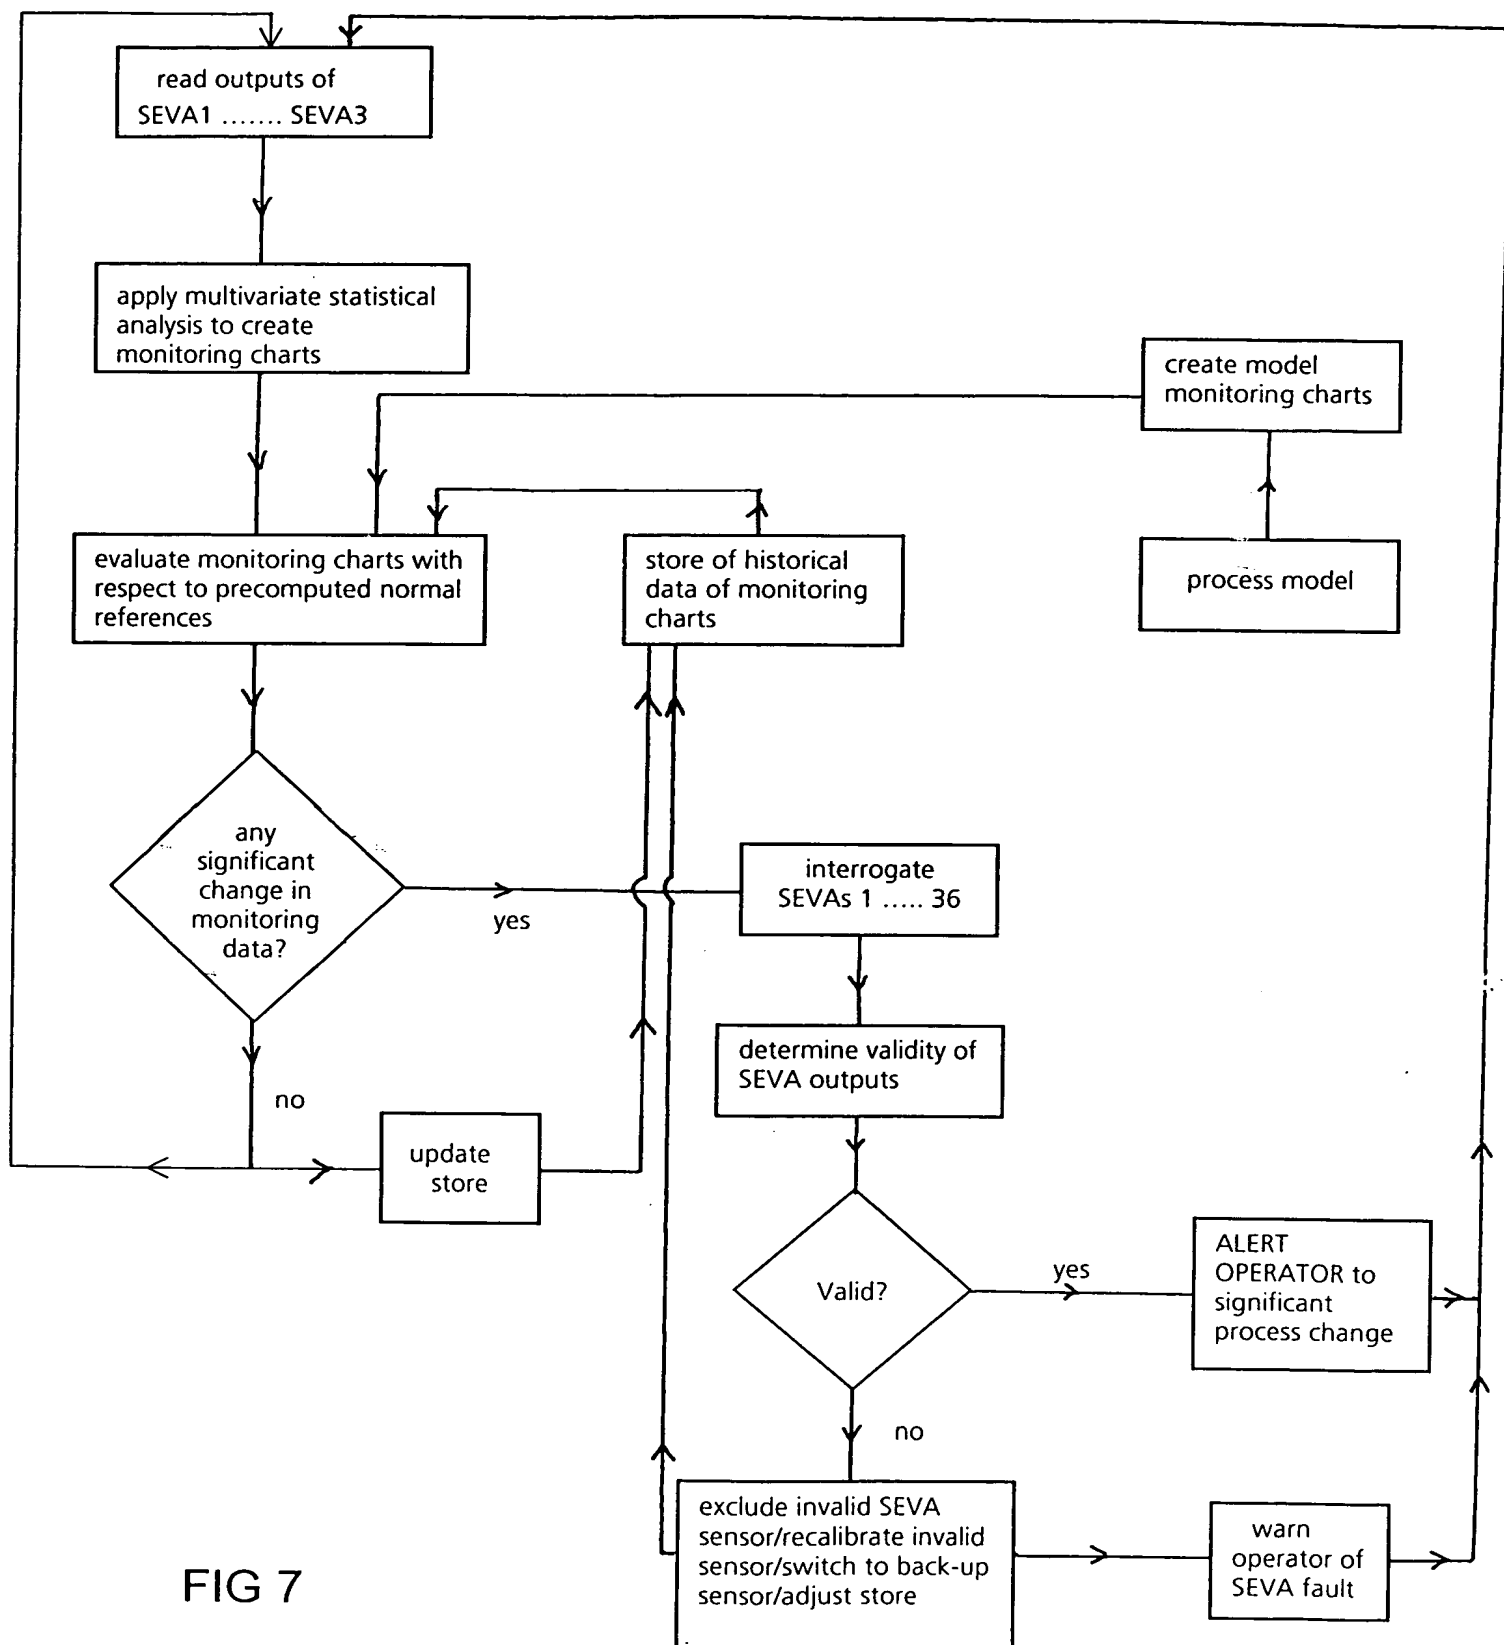 read outputs of
SEVA1 ....... SEVA3
apply multivariate statistical
analysis to create
monitoring charts
create model
monitoring charts
evaluate monitoring charts with
respect to precomputed normal
references
store of historical
data of monitoring
charts
process model
any
significant
change in
monitoring
data?
yes
interrogate
SEVAs 1 ..... 36
determine validity of
SEVA outputs
no
update
store
Valid?
yes
ALERT
OPERATOR to
significant
process change
no
exclude invalid SEVA
sensor/recalibrate invalid
sensor/switch to back-up
sensor/adjust store
warn
operator of
SEVA fault
FIG 7